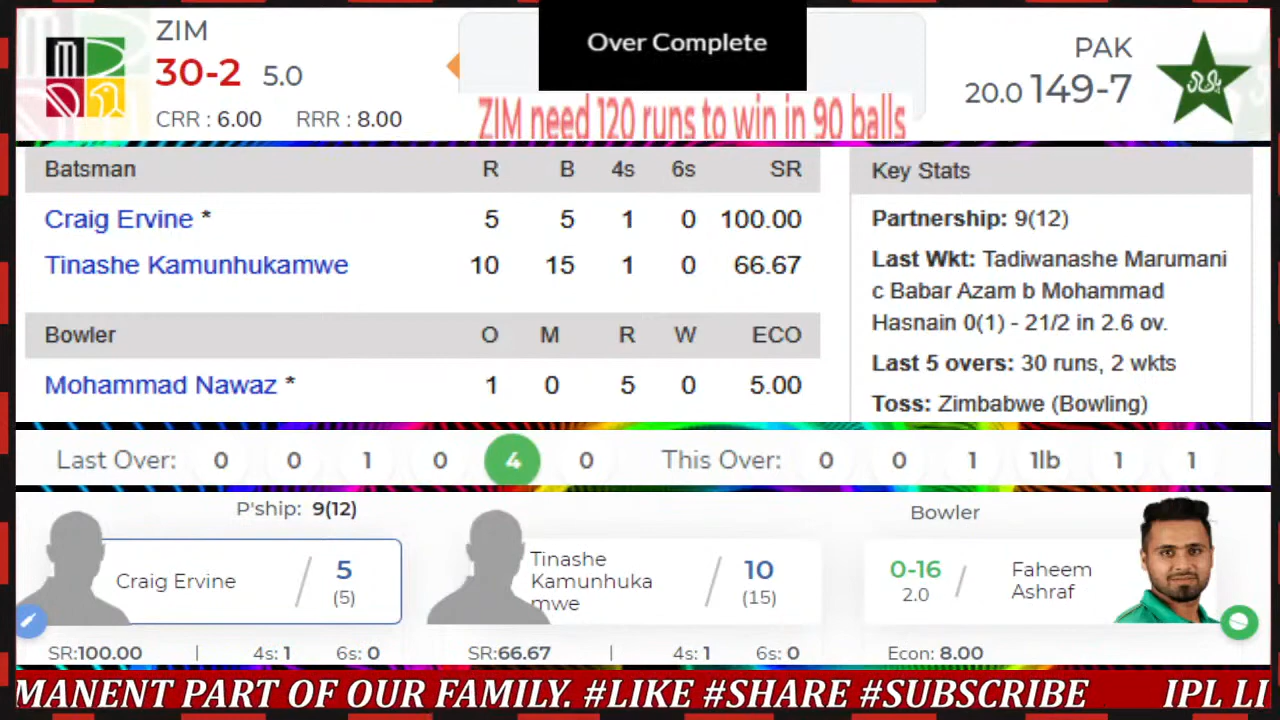 ZIM
30-2 5.0
CRR : 6.00 RRR : 8.00
Over Complete
ZIM need 120 runs to win in 90 balls
PAK
20.0 149-7
Batsman R B 4s 6s SR
Craig Ervine * 5 5 1 0 100.00
Tinashe Kamunhukamwe 10 15 1 0 66.67
Bowler O M R W ECO
Mohammad Nawaz * 1 0 5 0 5.00
Key Stats
Partnership: 9(12)
Last Wkt: Tadiwanashe Marumani
c Babar Azam b Mohammad
Hasnain 0(1) - 21/2 in 2.6 ov.
Last 5 overs: 30 runs, 2 wkts
Toss: Zimbabwe (Bowling)
Last Over: 0 0 1 0 4 0 This Over: 0 0 1 1lb 1 1
P'ship: 9(12)
Craig Ervine / 5
(5)
SR:100.00 | 4s: 1 6s: 0
Tinashe
Kamunhuka
mwe
/ 10
(15)
SR:66.67 | 4s: 1 6s: 0
Bowler
0-16
2.0
/ Faheem
Ashraf
Econ: 8.00
MANENT PART OF OUR FAMILY. #LIKE #SHARE #SUBSCRIBE IPL LI